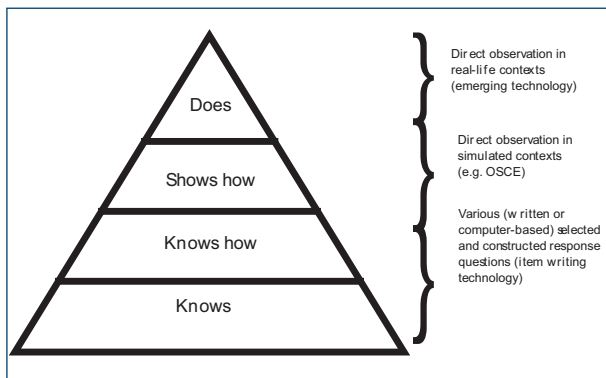 Does
Shows how
Knows how
Knows
Direct observation in
real-life contexts
(emerging technology)
Direct observation in
simulated contexts
(e.g. OSCE)
Various (written or
computer-based) selected
and constructed response
questions (item writing
technology)